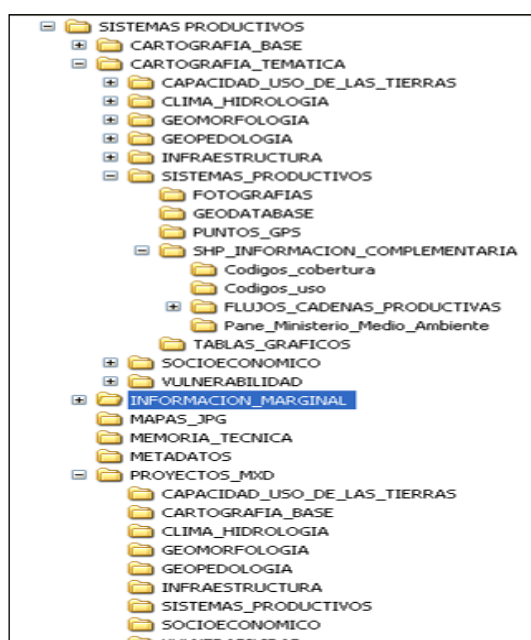 SISTEMAS PRODUCTIVOS
CARTOGRAFIA_BASE
CARTOGRAFIA_TEMATICA
CAPACIDAD_USO_DE_LAS_TIERRAS
CLIMA_HIDROLOGIA
GEOMORFOLOGIA
GEOPEDOLOGIA
INFRAESTRUCTURA
SISTEMAS_PRODUCTIVOS
FOTOGRAFIAS
GEODATABASE
PUNTOS_GPS
SHP_INFORMACION_COMPLEMENTARIA
Codigos_cobertura
Codigos_uso
FLUJOS_CADENAS_PRODUCTIVAS
Pane_Ministerio_Medio_Ambiente
TABLAS_GRAFICOS
SOCIOECONOMICO
VULNERABILIDAD
INFORMACION_MARGINAL
MAPAS_JPG
MEMORIA_TECNICA
METADATOS
PROYECTOS_MXD
CAPACIDAD_USO_DE_LAS_TIERRAS
CARTOGRAFIA_BASE
CLIMA_HIDROLOGIA
GEOMORFOLOGIA
GEOPEDOLOGIA
INFRAESTRUCTURA
SISTEMAS_PRODUCTIVOS
SOCIOECONOMICO